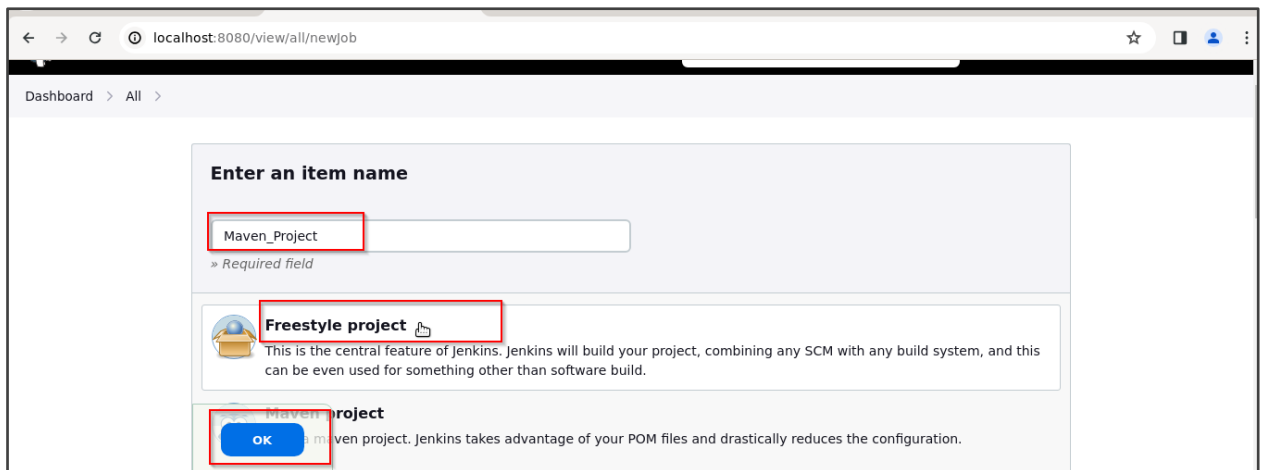 localhost:8080/view/all/newJob
Dashboard > All >
Enter an item name
Maven_Project
» Required field
Freestyle project
This is the central feature of Jenkins. Jenkins will build your project, combining any SCM with any build system, and this
can be even used for something other than software build.
Maven project
OK
maven project. Jenkins takes advantage of your POM files and drastically reduces the configuration.